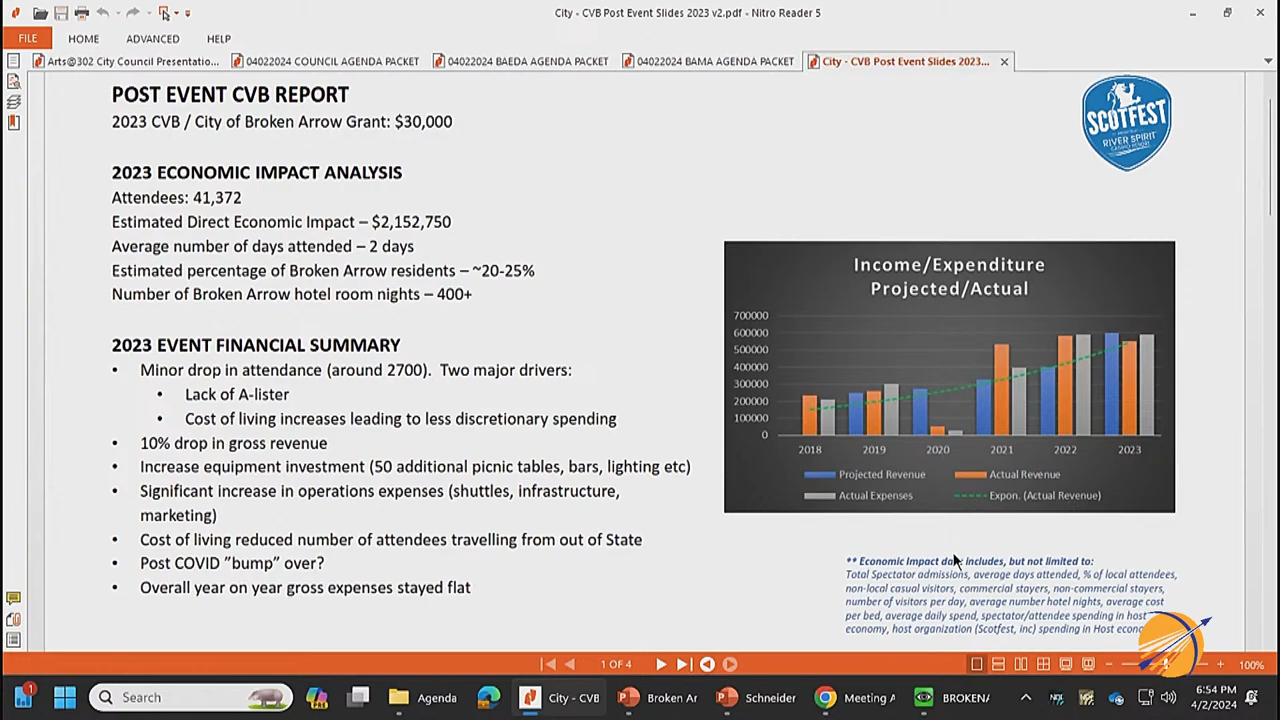 City - CVB Post Event Slides 2023 v2.pdf - Nitro Reader 5
FILE HOME ADVANCED HELP
Arts@302 City Council Presentatio... 04022024 COUNCIL AGENDA PACKET 04022024 BAEDA AGENDA PACKET 04022024 BAMA AGENDA PACKET City - CVB Post Event Slides 2023...
POST EVENT CVB REPORT
2023 CVB / City of Broken Arrow Grant: $30,000
SCOTFEST
RIVER SPIRIT
CASINO RESORT
2023 ECONOMIC IMPACT ANALYSIS
Attendees: 41,372
Estimated Direct Economic Impact – $2,152,750
Average number of days attended – 2 days
Estimated percentage of Broken Arrow residents – ~20-25%
Number of Broken Arrow hotel room nights – 400+
2023 EVENT FINANCIAL SUMMARY
• Minor drop in attendance (around 2700). Two major drivers:
• Lack of A-lister
• Cost of living increases leading to less discretionary spending
• 10% drop in gross revenue
• Increase equipment investment (50 additional picnic tables, bars, lighting etc)
• Significant increase in operations expenses (shuttles, infrastructure,
marketing)
• Cost of living reduced number of attendees travelling from out of State
• Post COVID ”bump” over?
• Overall year on year gross expenses stayed flat
Income/Expenditure
Projected/Actual
700000
600000
500000
400000
300000
200000
100000
0
2018 2019 2020 2021 2022 2023
Projected Revenue Actual Revenue
Actual Expenses Expon. (Actual Revenue)
** Economic Impact data includes, but not limited to:
Total Spectator admissions, average days attended, % of local attendees,
non-local casual visitors, commercial stayers, non-commercial stayers,
number of visitors per day, average number hotel nights, average cost
per bed, average daily spend, spectator/attendee spending in host
economy, host organization (Scotfest, inc) spending in Host
1 OF 4 100%
1 Search Agenda City - CVB Broken Ar Schneider Meeting A BROKENA 6:54 PM
4/2/2024